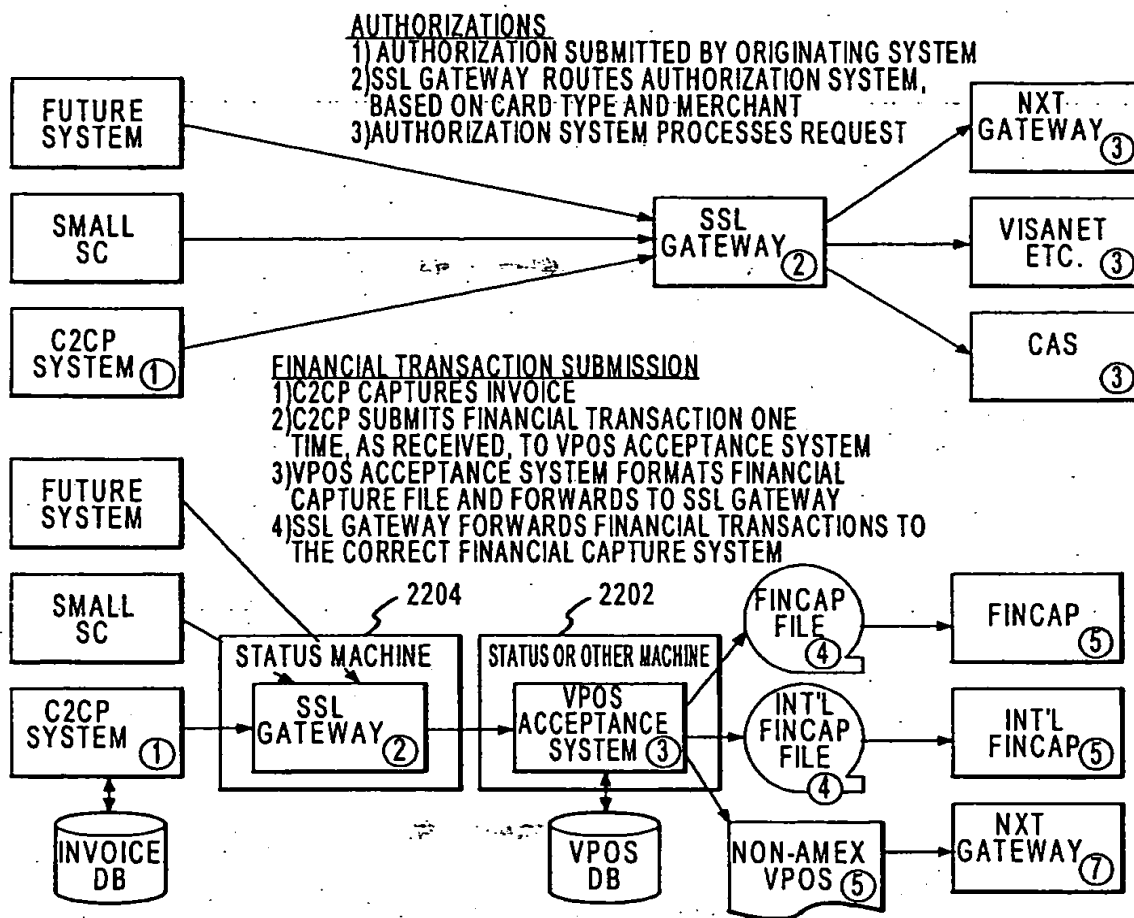 AUTHORIZATIONS
1) AUTHORIZATION SUBMITTED BY ORIGINATING SYSTEM
2) SSL GATEWAY ROUTES AUTHORIZATION SYSTEM,
BASED ON CARD TYPE AND MERCHANT
3) AUTHORIZATION SYSTEM PROCESSES REQUEST
FUTURE
SYSTEM
SMALL
SC
C2CP
SYSTEM 1
SSL
GATEWAY 2
NXT
GATEWAY 3
VISANET
ETC. 3
CAS
3
FINANCIAL TRANSACTION SUBMISSION
1) C2CP CAPTURES INVOICE
2) C2CP SUBMITS FINANCIAL TRANSACTION ONE
TIME, AS RECEIVED, TO VPOS ACCEPTANCE SYSTEM
3) VPOS ACCEPTANCE SYSTEM FORMATS FINANCIAL
CAPTURE FILE AND FORWARDS TO SSL GATEWAY
4) SSL GATEWAY FORWARDS FINANCIAL TRANSACTIONS TO
THE CORRECT FINANCIAL CAPTURE SYSTEM
FUTURE
SYSTEM
SMALL
SC
C2CP
SYSTEM 1
INVOICE
DB
2204
STATUS MACHINE
SSL
GATEWAY 2
2202
STATUS OR OTHER MACHINE
VPOS
ACCEPTANCE
SYSTEM 3
VPOS
DB
FINCAP
FILE
4
INT'L
FINCAP
FILE
4
NON-AMEX
VPOS 5
FINCAP
5
INT'L
FINCAP 5
NXT
GATEWAY 7